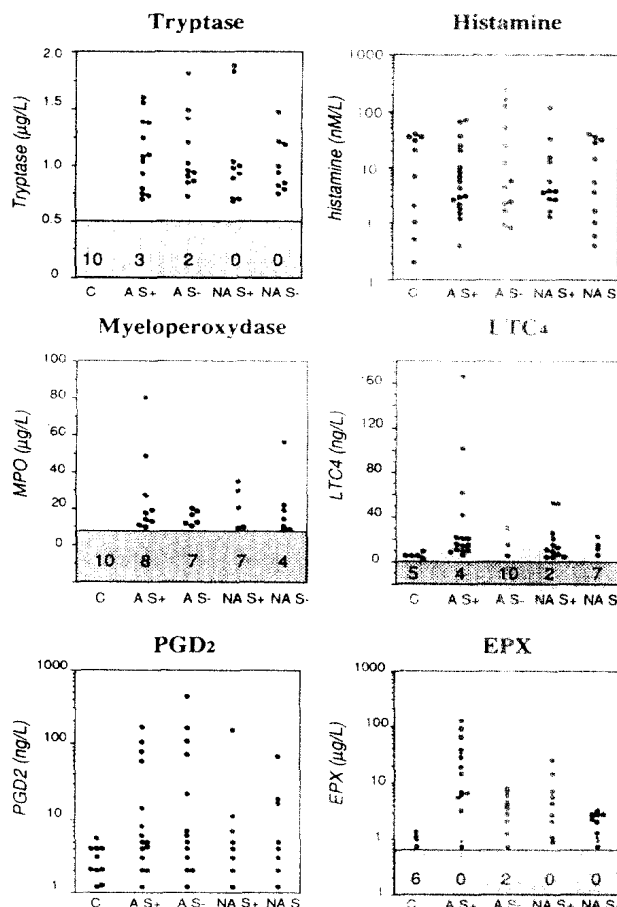 Tryptase
Histamine
Tryptase (µg/L)
2.0
1.5
1.0
0.5
0
10 3 2 0 0
C A S+ A S- NA S+ NA S-
histamine (nM/L)
1000
100
10
1
.1
C A S+ A S- NA S+ NA S
Myeloperoxydase
LTC4
MPO (µg/L)
100
80
60
40
20
0
10 8 7 7 4
C A S+ A S- NA S+ NA S-
LTC4 (ng/L)
160
120
80
40
0
5 4 10 2 7
C A S+ A S- NA S+ NA S-
PGD2
EPX
PGD2 (ng/L)
1000
100
10
1
C A S+ A S- NA S+ NA S
EPX (µg/L)
1000
100
10
1
.1
6 0 2 0 0
C A S+ A S- NA S+ NA S